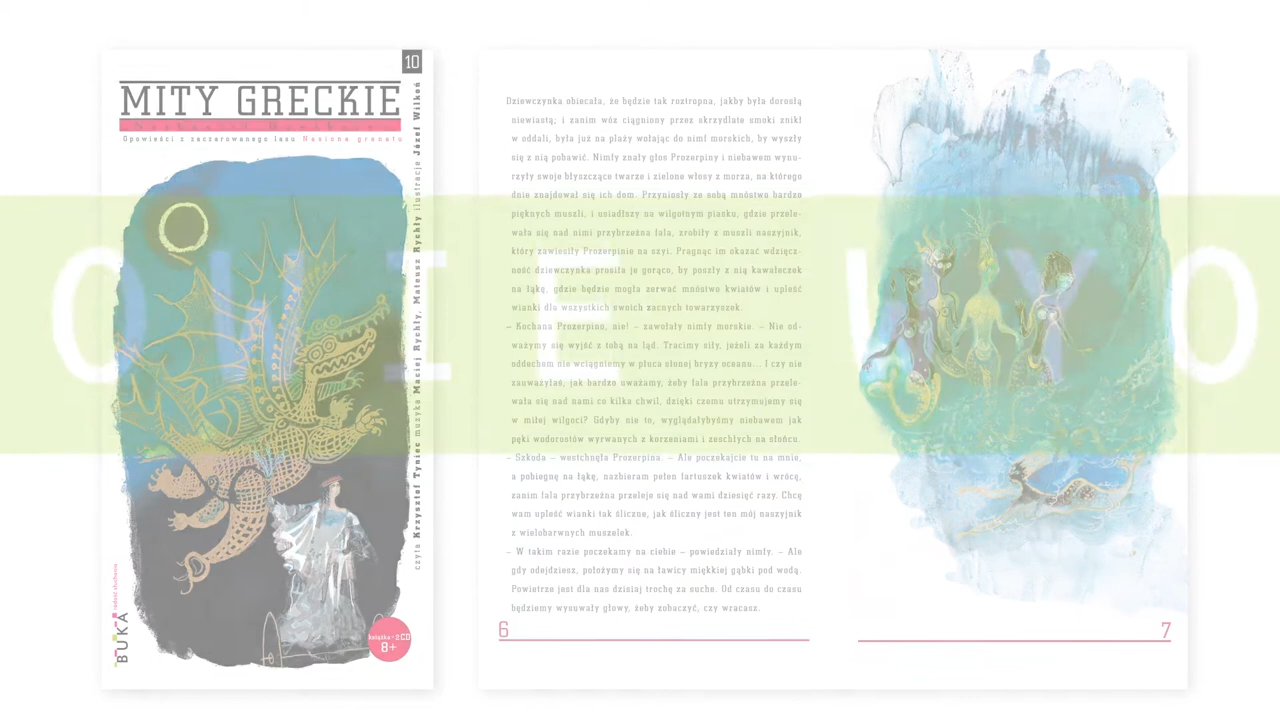 10
MITY GRECKIE
Opowieści z zaczarowanego lasu Nasiona granatu
czyta Krzysztof Tyniec muzyka Maciej Rychły, Mateusz Rychły ilustracje Józef Wilkoń
BUKA
radość słuchania
książka + 2 CD
8+
Dziewczynka obiecała, że będzie tak roztropna, jakby była dorosłą
niewiastą; i zanim wóz ciągniony przez skrzydlate smoki znikł
w oddali, była już na plaży wołając do nimf morskich, by wyszły
się z nią pobawić. Nimfy znały głos Prozerpiny i niebawem wynu-
rzyły swoje błyszczące twarze i zielone włosy z morza, na którego
dnie znajdował się ich dom. Przyniosły ze sobą mnóstwo bardzo
pięknych muszli, i usiadłszy na wilgotnym piasku, gdzie przele-
wała się nad nimi przybrzeżna fala, zrobiły z muszli naszyjnik,
który zawiesiły Prozerpinie na szyi. Pragnąc im okazać wdzięcz-
ność dziewczynka prosiła je gorąco, by poszły z nią kawałeczek
na łąkę, gdzie będzie mogła zerwać mnóstwo kwiatów i upleść
wianki dla wszystkich swoich zacnych towarzyszek.
– Kochana Prozerpino, nie! – zawołały nimfy morskie. – Nie od-
ważymy się wyjść z tobą na ląd. Tracimy siły, jeżeli za każdym
oddechem nie wciągniemy w płuca słonej bryzy oceanu... I czy nie
zauważyłaś, jak bardzo uważamy, żeby fala przybrzeżna przele-
wała się nad nami co kilka chwil, dzięki czemu utrzymujemy się
w miłej wilgoci? Gdyby nie to, wyglądałybyśmy niebawem jak
pęki wodorostów wyrwanych z korzeniami i zeschłych na słońcu.
– Szkoda – westchnęła Prozerpina. – Ale poczekajcie tu na mnie,
a pobiegnę na łąkę, nazbieram pełen fartuszek kwiatów i wrócę,
zanim fala przybrzeżna przeleje się nad wami dziesięć razy. Chcę
wam upleść wianki tak śliczne, jak śliczny jest ten mój naszyjnik
z wielobarwnych muszelek.
– W takim razie poczekamy na ciebie – powiedziały nimfy. – Ale
gdy odejdziesz, położymy się na ławicy miękkiej gąbki pod wodą.
Powietrze jest dla nas dzisiaj trochę za suche. Od czasu do czasu
będziemy wysuwały głowy, żeby zobaczyć, czy wracasz.
6
7